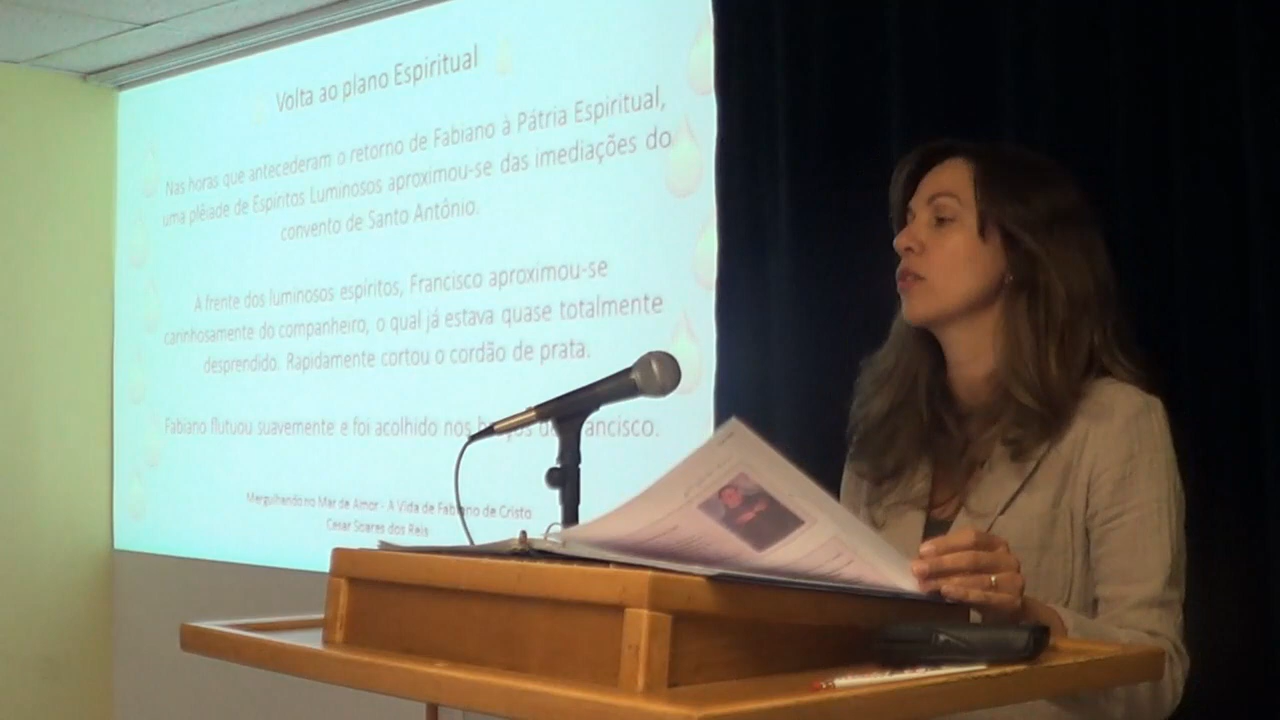 Volta ao plano Espiritual
Nas horas que antecederam o retorno de Fabiano à Pátria Espiritual,
uma plêiade de Espíritos Luminosos aproximou-se das imediações do
convento de Santo Antônio.
A frente dos luminosos espíritos, Francisco aproximou-se
carinhosamente do companheiro, o qual já estava quase totalmente
desprendido. Rapidamente cortou o cordão de prata.
Fabiano flutuou suavemente e foi acolhido nos braços de Francisco.
Mergulhando no Mar de Amor - A Vida de Fabiano de Cristo
César Soares dos Reis